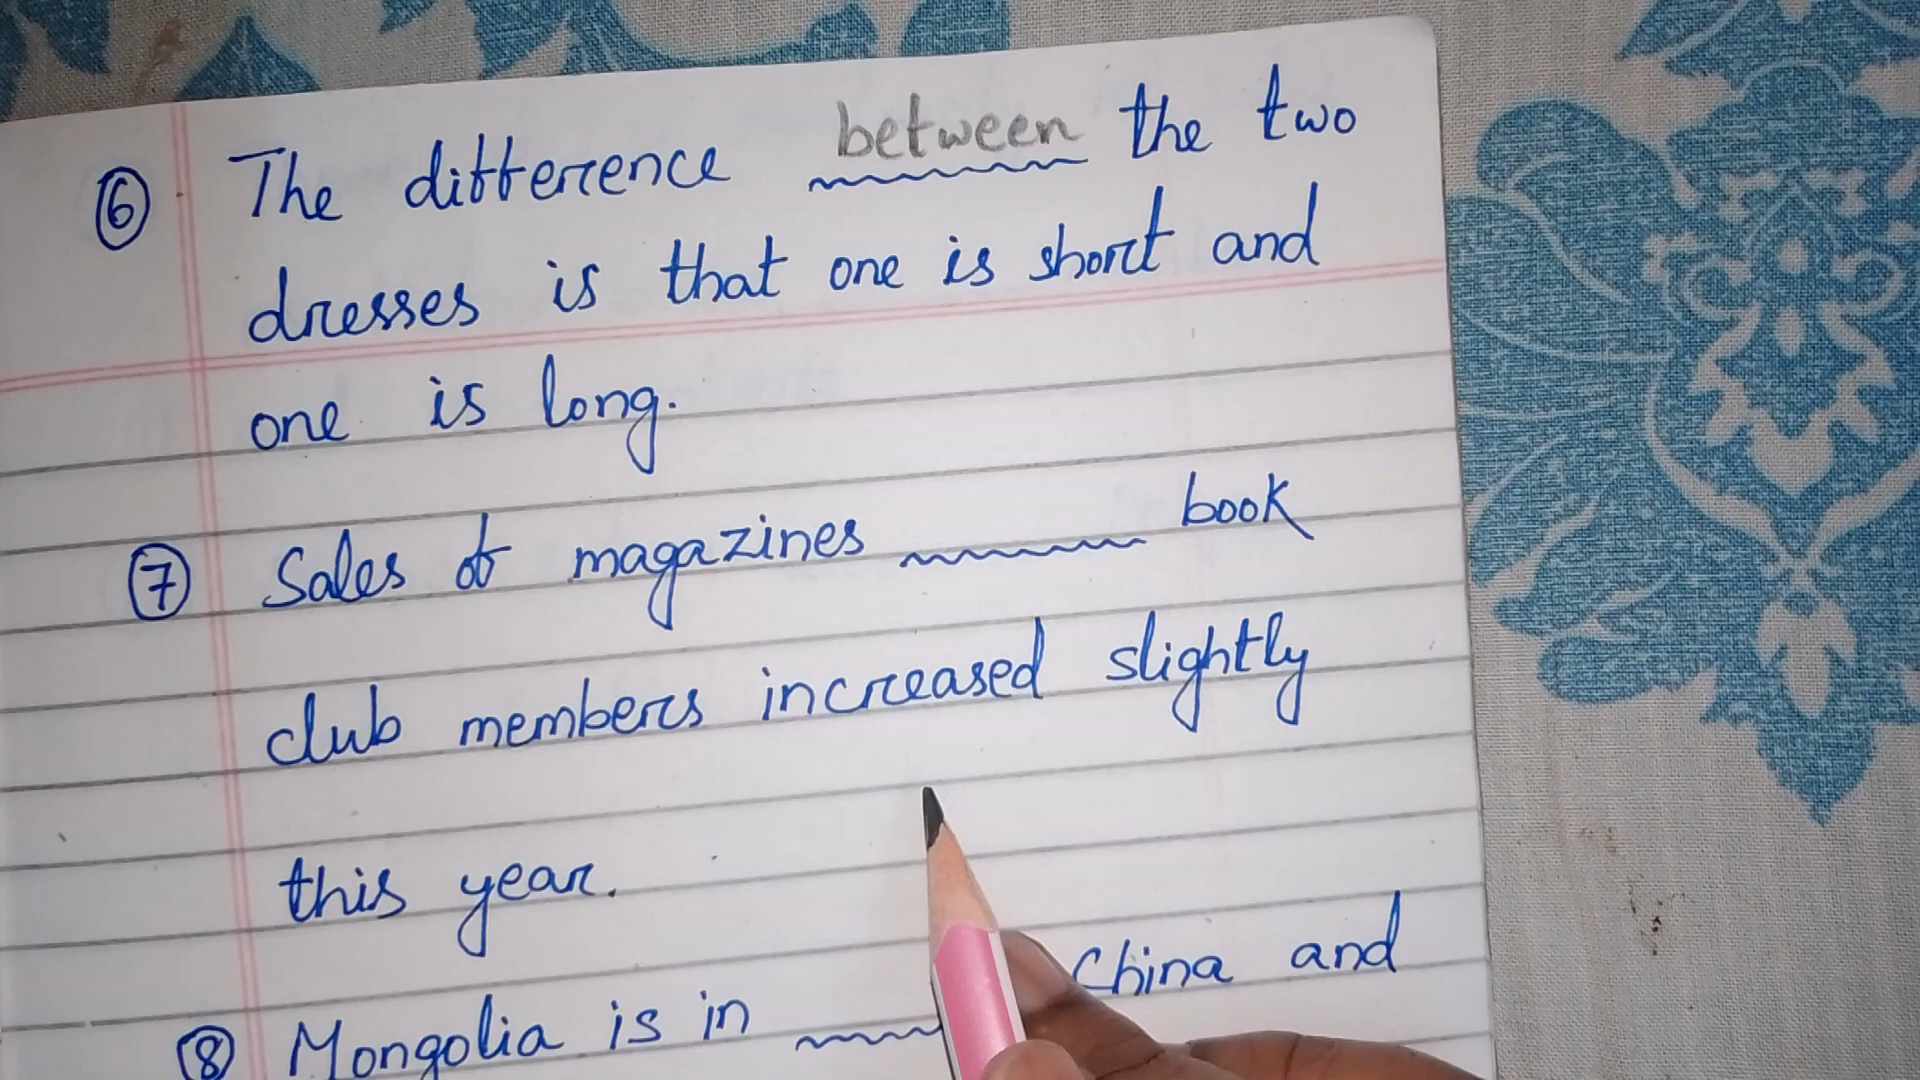 ⑥ The difference between the two
dresses is that one is short and
one is long.
⑦ Sales of magazines ______ book
club members increased slightly
this year.
⑧ Mongolia is in ______ China and